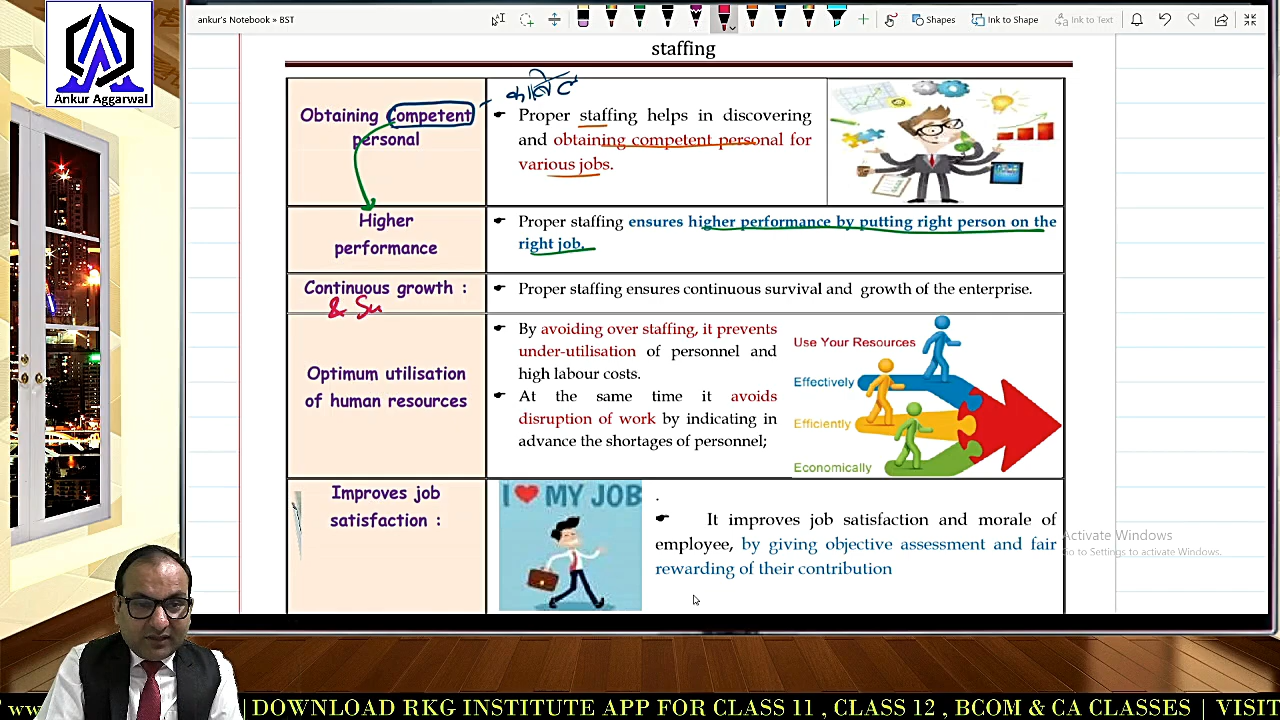 ankur's Notebook » BST
Shapes
Ink to Shape
Ink to Text
Ankur Aggarwal
staffing
काबिल
Obtaining Competent
personal
Proper staffing helps in discovering
and obtaining competent personal for
various jobs.
Higher
performance
Proper staffing ensures higher performance by putting right person on the
right job.
Continuous growth :
& Su
Proper staffing ensures continuous survival and growth of the enterprise.
Optimum utilisation
of human resources
By avoiding over staffing, it prevents
under-utilisation of personnel and
high labour costs.
At the same time it avoids
disruption of work by indicating in
advance the shortages of personnel;
Use Your Resources
Effectively
Efficiently
Economically
Improves job
satisfaction :
I ❤ MY JOB
.
It improves job satisfaction and morale of
employee, by giving objective assessment and fair
rewarding of their contribution
Activate Windows
Go to Settings to activate Windows.
www | DOWNLOAD RKG INSTITUTE APP FOR CLASS 11 , CLASS 12 , BCOM & CA CLASSES | VISIT